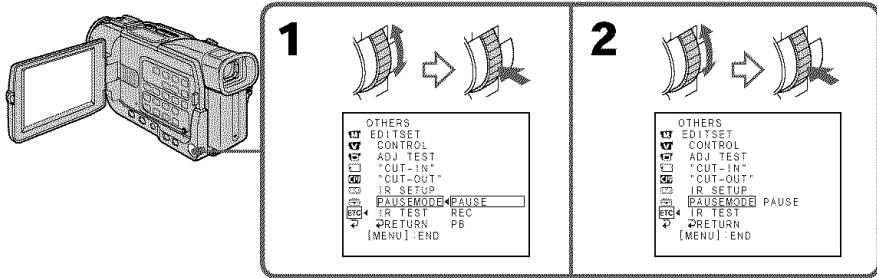 1
OTHERS
EDITSET
CONTROL
ADJ TEST
"CUT-IN"
"CUT-OUT"
IR SETUP
PAUSEMODE PAUSE
ETC IR TEST REC
RETURN PB
[MENU] : END
2
OTHERS
EDITSET
CONTROL
ADJ TEST
"CUT-IN"
"CUT-OUT"
IR SETUP
PAUSEMODE PAUSE
ETC IR TEST
RETURN
[MENU] : END